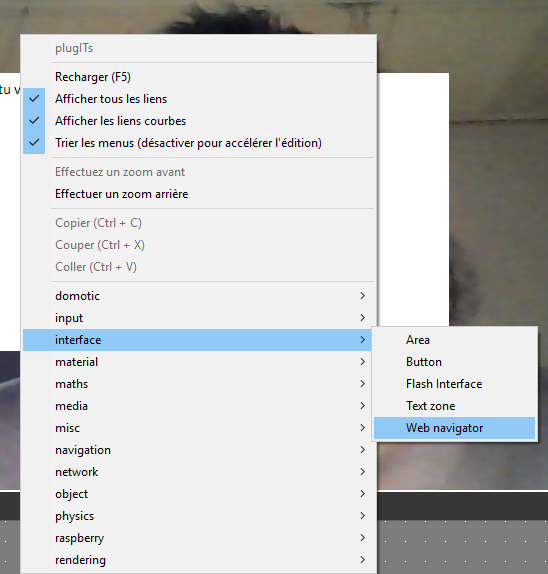 plugITs
tu v
Recharger (F5)
Afficher tous les liens
Afficher les liens courbes
Trier les menus (désactiver pour accélérer l'édition)
Effectuez un zoom avant
Effectuer un zoom arrière
Copier (Ctrl + C)
Couper (Ctrl + X)
Coller (Ctrl + V)
domotic
input
interface
material
maths
media
misc
navigation
network
object
physics
raspberry
rendering
Area
Button
Flash Interface
Text zone
Web navigator